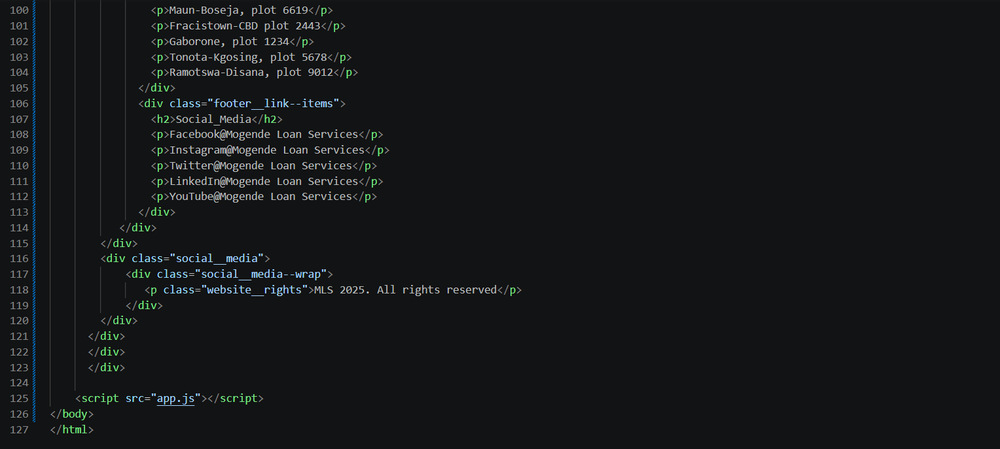 100 <p>Maun-Boseja, plot 6619</p>
101 <p>Fracistown-CBD plot 2443</p>
102 <p>Gaborone, plot 1234</p>
103 <p>Tonota-Kgosing, plot 5678</p>
104 <p>Ramotswa-Disana, plot 9012</p>
105 </div>
106 <div class="footer__link--items">
107 <h2>Social_Media</h2>
108 <p>Facebook@Mogende Loan Services</p>
109 <p>Instagram@Mogende Loan Services</p>
110 <p>Twitter@Mogende Loan Services</p>
111 <p>LinkedIn@Mogende Loan Services</p>
112 <p>YouTube@Mogende Loan Services</p>
113 </div>
114 </div>
115 </div>
116 <div class="social__media">
117 <div class="social__media--wrap">
118 <p class="website__rights">MLS 2025. All rights reserved</p>
119 </div>
120 </div>
121 </div>
122 </div>
123 </div>
124
125 <script src="app.js"></script>
126 </body>
127 </html>